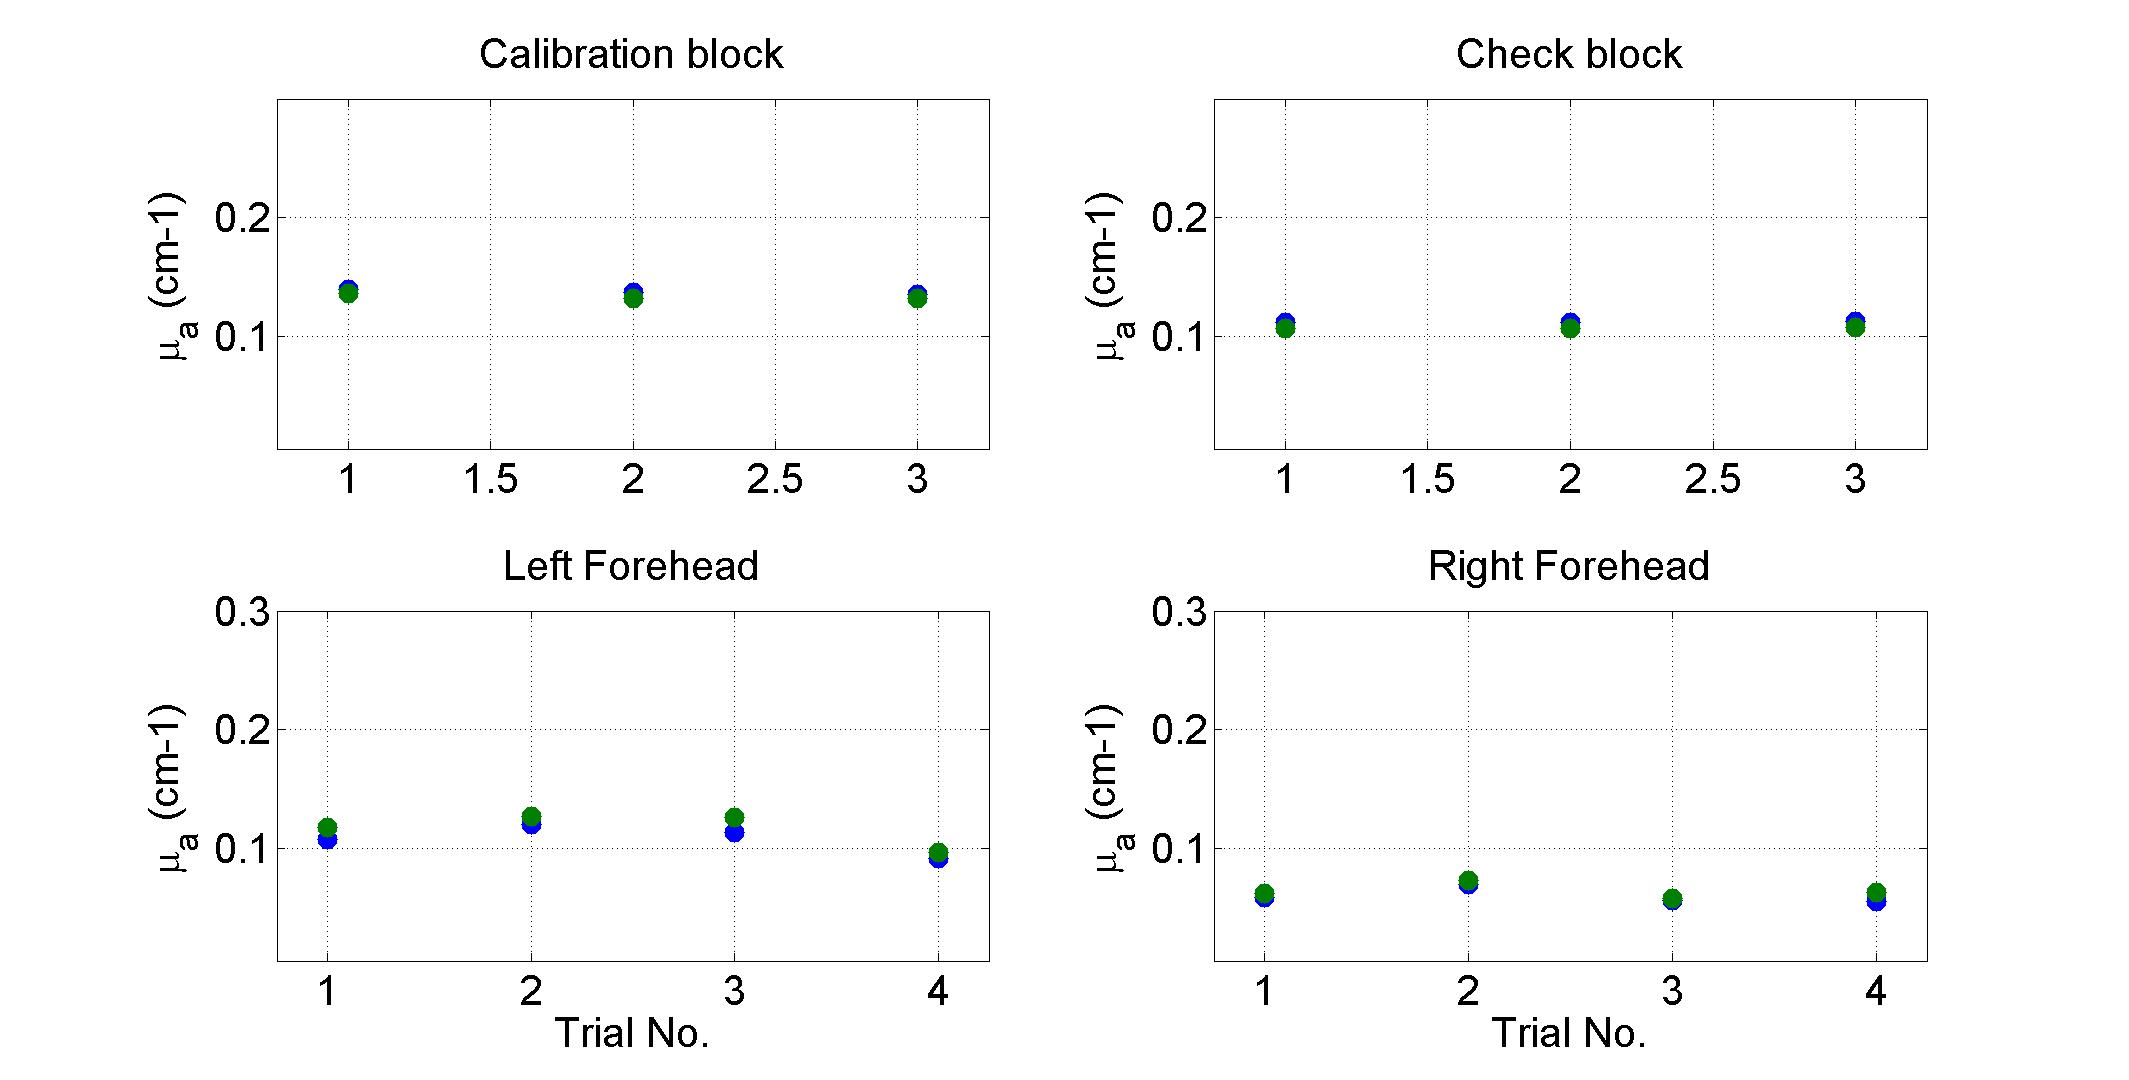 Calibration block
μa (cm-1)
0.2
0.1
1 1.5 2 2.5 3
Check block
μa (cm-1)
0.2
0.1
1 1.5 2 2.5 3
Left Forehead
μa (cm-1)
0.3
0.2
0.1
1 2 3 4
Trial No.
Right Forehead
μa (cm-1)
0.3
0.2
0.1
1 2 3 4
Trial No.